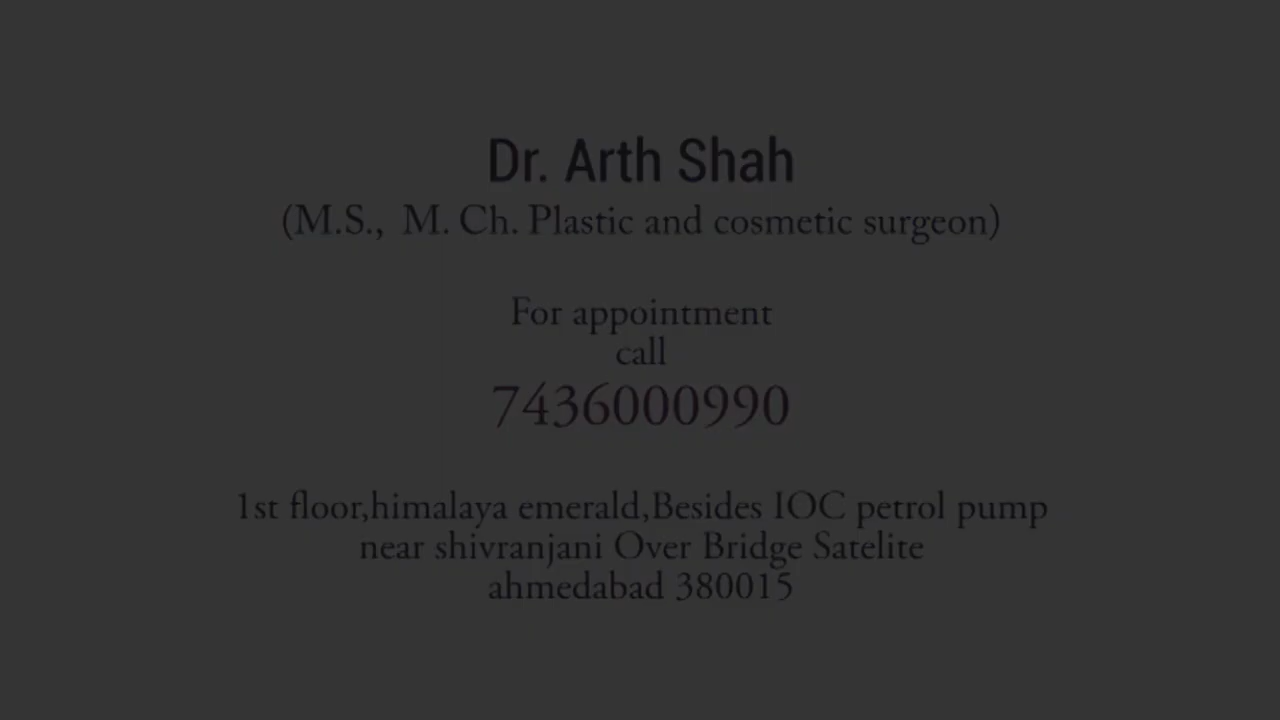 Dr. Arth Shah
(M.S., M. Ch. Plastic and cosmetic surgeon)
For appointment
call
7436000990
1st floor,himalaya emerald,Besides IOC petrol pump
near shivranjani Over Bridge Satelite
ahmedabad 380015